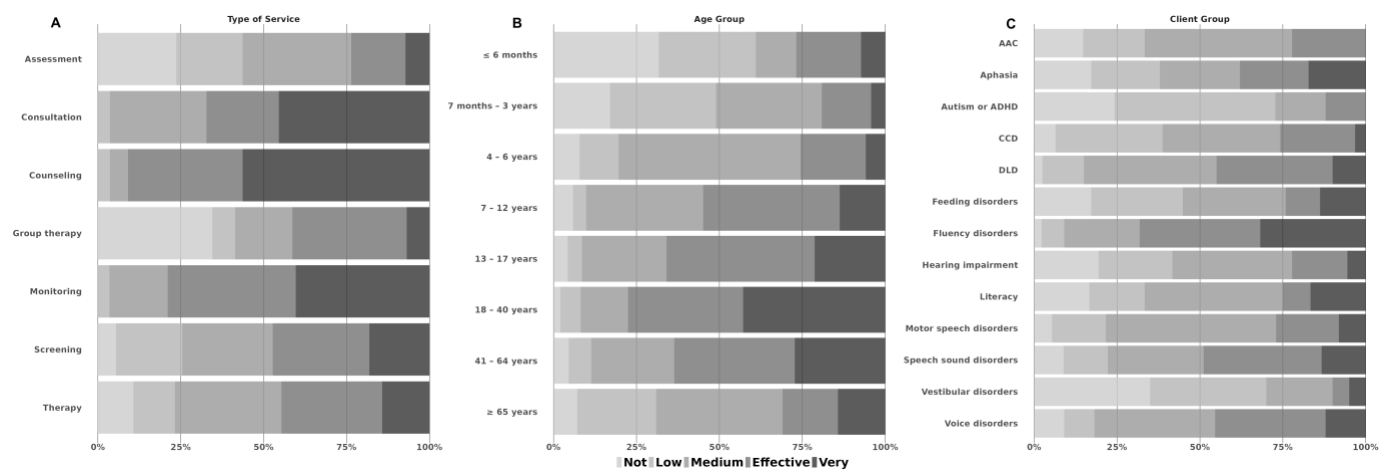 A
Type of Service
Assessment
Consultation
Counseling
Group therapy
Monitoring
Screening
Therapy
0% 25% 50% 75% 100%
B
Age Group
≤ 6 months
7 months – 3 years
4 – 6 years
7 – 12 years
13 – 17 years
18 – 40 years
41 – 64 years
≥ 65 years
0% 25% 50% 75% 100%
C
Client Group
AAC
Aphasia
Autism or ADHD
CCD
DLD
Feeding disorders
Fluency disorders
Hearing impairment
Literacy
Motor speech disorders
Speech sound disorders
Vestibular disorders
Voice disorders
0% 25% 50% 75% 100%
Not Low Medium Effective Very